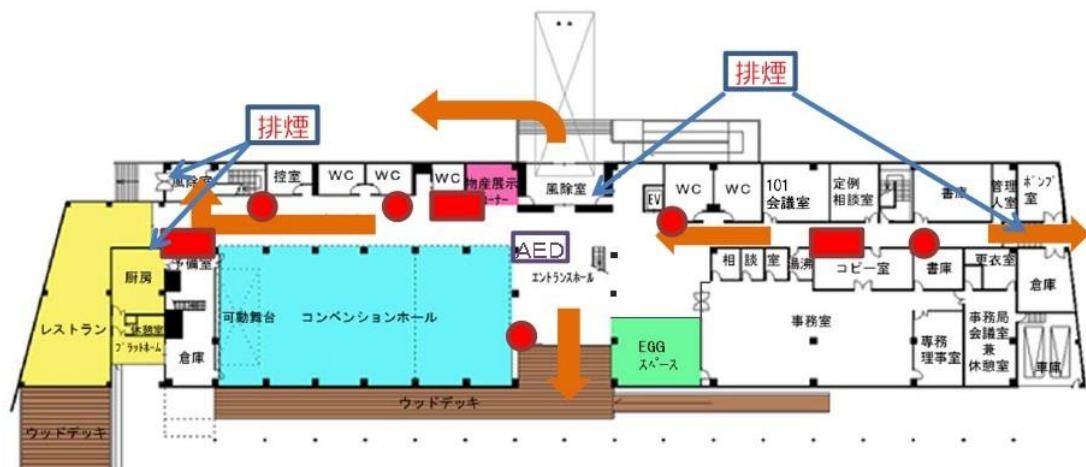 排煙
排煙
風除室
控室
WC
WC
WC
物産展示
コーナー
風除室
EV
WC
WC
101
会議室
定例
相談室
書庫
管理
人室
ポンプ
室
AED
エントランスホール
相
談
室
湯沸
コピー室
書庫
更衣室
倉庫
レストラン
厨房
予備室
休憩室
プラットホーム
倉庫
可動舞台
コンベンションホール
EGG
スペース
事務室
専務
理事室
事務局
会議室
兼
休憩室
車庫
ウッドデッキ
ウッドデッキ